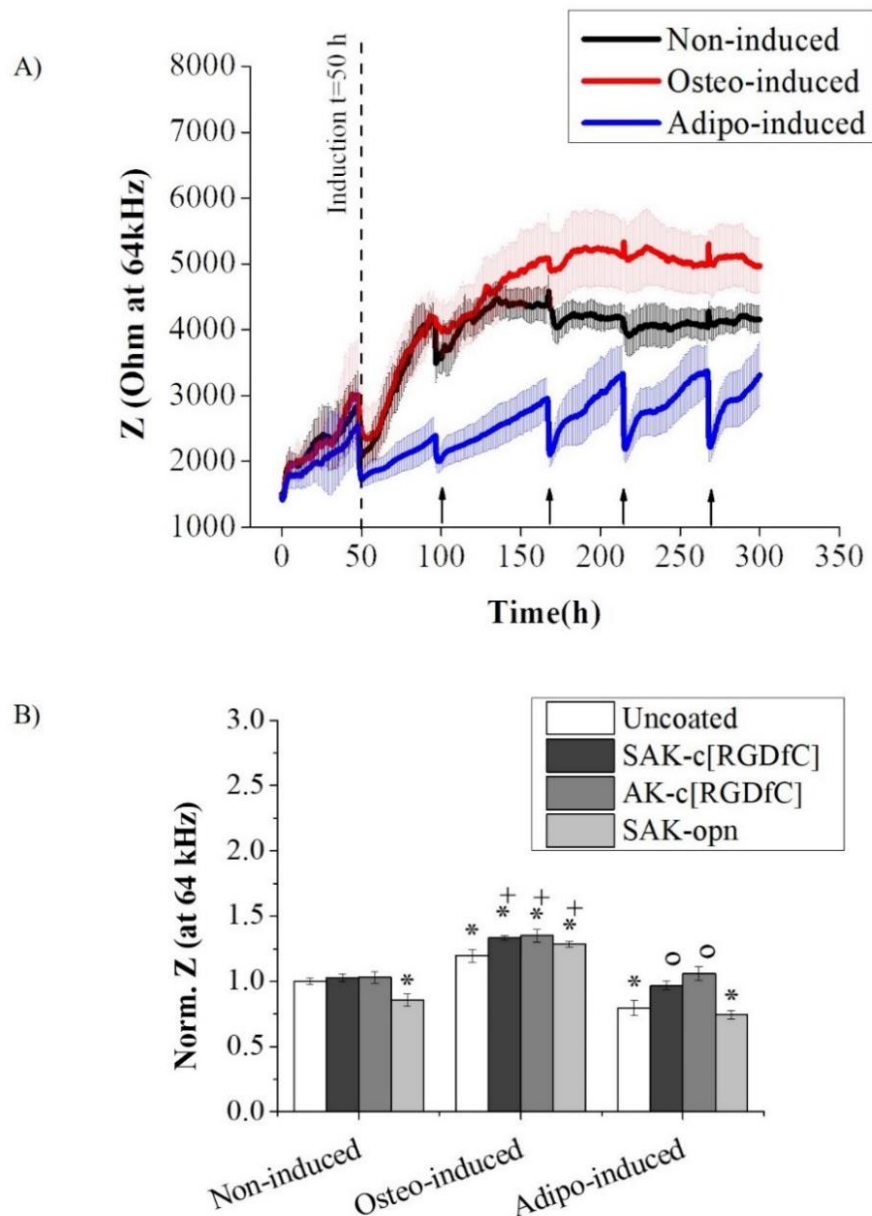 A)
Non-induced
Osteo-induced
Adipo-induced
Induction t=50 h
Z (Ohm at 64kHz)
8000
7000
6000
5000
4000
3000
2000
1000
0 50 100 150 200 250 300 350
Time(h)
B)
Uncoated
SAK-c[RGDfC]
AK-c[RGDfC]
SAK-opn
Norm. Z (at 64 kHz)
3.0
2.5
2.0
1.5
1.0
0.5
0.0
+ + +
* * * *
o o
* * *
Non-induced Osteo-induced Adipo-induced